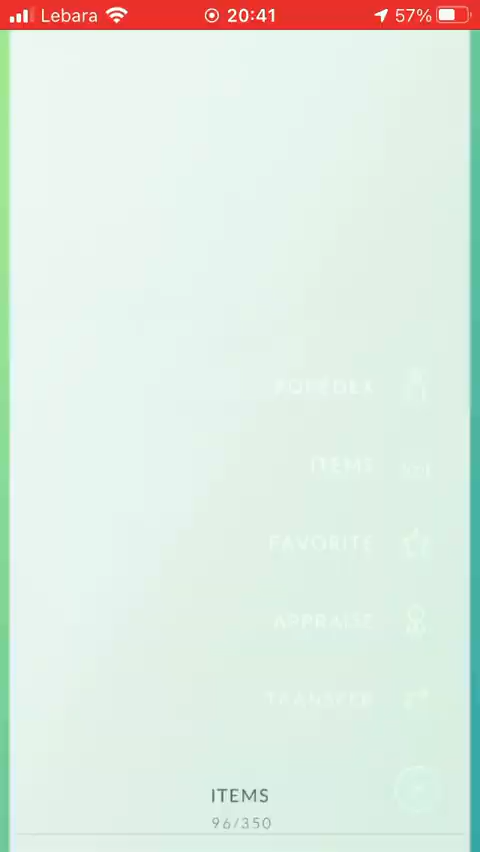 Lebara 20:41 57%
POKÉDEX
ITEMS
FAVORITE
APPRAISE
TRANSFER
ITEMS
96/350